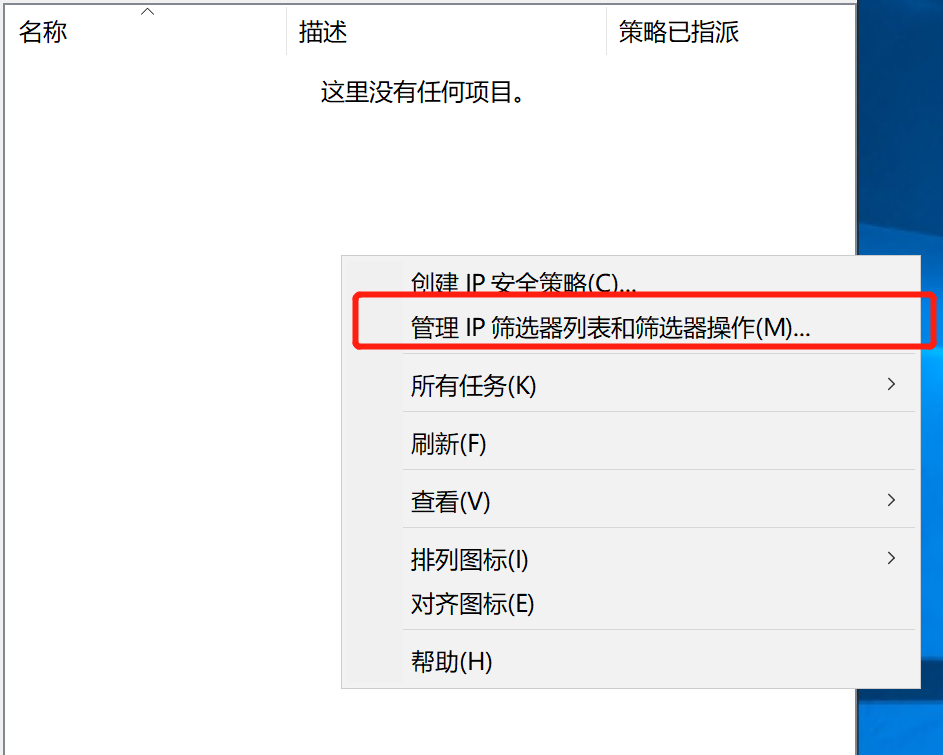 名称 描述 策略已指派
这里没有任何项目。
创建 IP 安全策略(C)...
管理 IP 筛选器列表和筛选器操作(M)...
所有任务(K)
刷新(F)
查看(V)
排列图标(I)
对齐图标(E)
帮助(H)